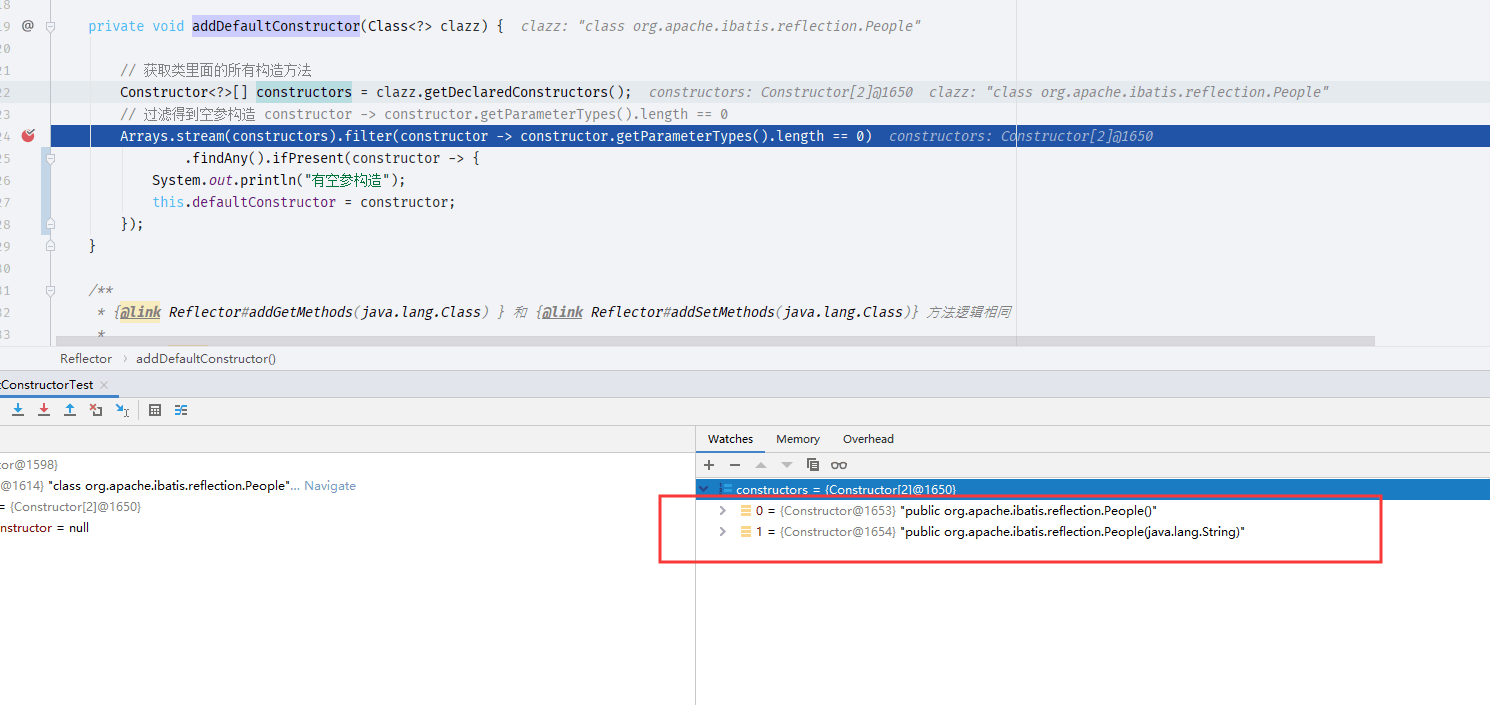 18
19 @ private void addDefaultConstructor(Class<?> clazz) { clazz: "class org.apache.ibatis.reflection.People"
20
21 // 获取类里面的所有构造方法
22 Constructor<?>[] constructors = clazz.getDeclaredConstructors(); constructors: Constructor[2]@1650 clazz: "class org.apache.ibatis.reflection.People"
23 // 过滤得到空参构造 constructor -> constructor.getParameterTypes().length == 0
24 Arrays.stream(constructors).filter(constructor -> constructor.getParameterTypes().length == 0) constructors: Constructor[2]@1650
25 .findAny().ifPresent(constructor -> {
26 System.out.println("有空参构造");
27 this.defaultConstructor = constructor;
28 });
29 }
30
31 /**
32 * {@link Reflector#addGetMethods(java.lang.Class) } 和 {@link Reflector#addSetMethods(java.lang.Class)} 方法逻辑相同
33 *
Reflector › addDefaultConstructor()
tConstructorTest ×
Watches Memory Overhead
tor@1598}
@1614} "class org.apache.ibatis.reflection.People"... Navigate
= {Constructor[2]@1650}
nstructor = null
constructors = {Constructor[2]@1650}
0 = {Constructor@1653} "public org.apache.ibatis.reflection.People()"
1 = {Constructor@1654} "public org.apache.ibatis.reflection.People(java.lang.String)"